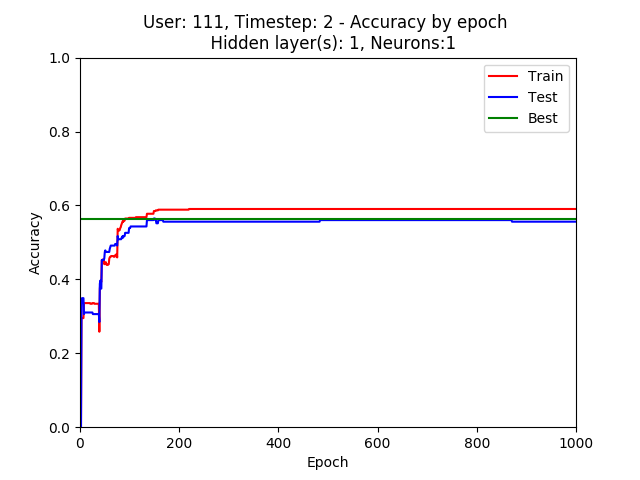 User: 111, Timestep: 2 - Accuracy by epoch
Hidden layer(s): 1, Neurons:1
Train
Test
Best
1.0
0.8
0.6
0.4
0.2
0.0
Accuracy
0 200 400 600 800 1000
Epoch